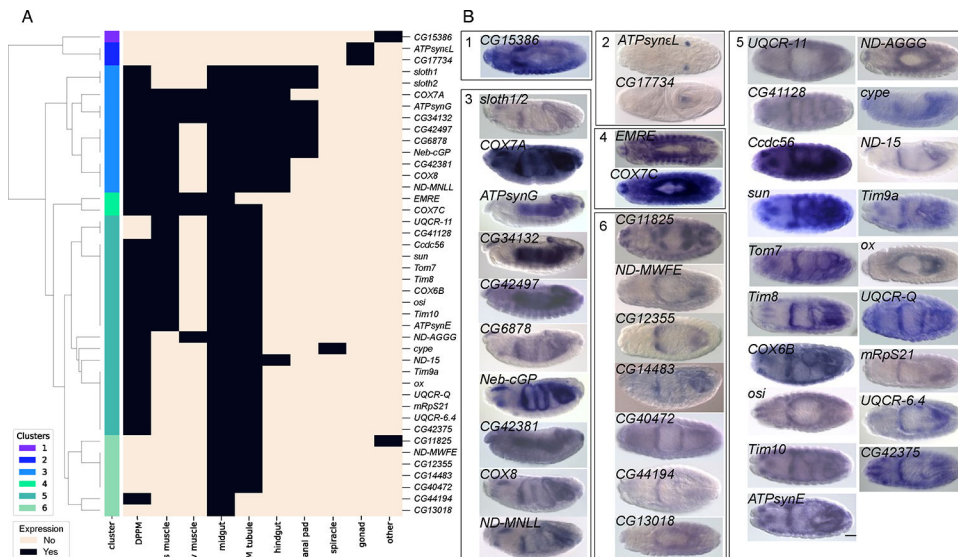 A
CG15386
ATPsynεL
CG17734
sloth1
sloth2
COX7A
ATPsynG
CG34132
CG42497
CG6878
Neb-cGP
CG42381
COX8
ND-MNLL
EMRE
COX7C
UQCR-11
CG41128
Ccdc56
sun
Tom7
Tim8
COX6B
osi
Tim10
ATPsynE
ND-AGGG
cype
ND-15
Tim9a
ox
UQCR-Q
mRpS21
UQCR-6.4
CG42375
CG11825
ND-MWFE
CG12355
CG14483
CG40472
CG44194
CG13018
Clusters
1
2
3
4
5
6
Expression
No
Yes
cluster
DPPM
s muscle
muscle
midgut
M tubule
hindgut
anal pad
spiracle
gonad
other
B
1
CG15386
2
ATPsynεL
CG17734
3
sloth1/2
COX7A
ATPsynG
CG34132
CG42497
CG6878
Neb-cGP
CG42381
COX8
ND-MNLL
4
EMRE
COX7C
6
CG11825
ND-MWFE
CG12355
CG14483
CG40472
CG44194
CG13018
5
UQCR-11
CG41128
Ccdc56
sun
Tom7
Tim8
COX6B
osi
Tim10
ATPsynE
ND-AGGG
cype
ND-15
Tim9a
ox
UQCR-Q
mRpS21
UQCR-6.4
CG42375